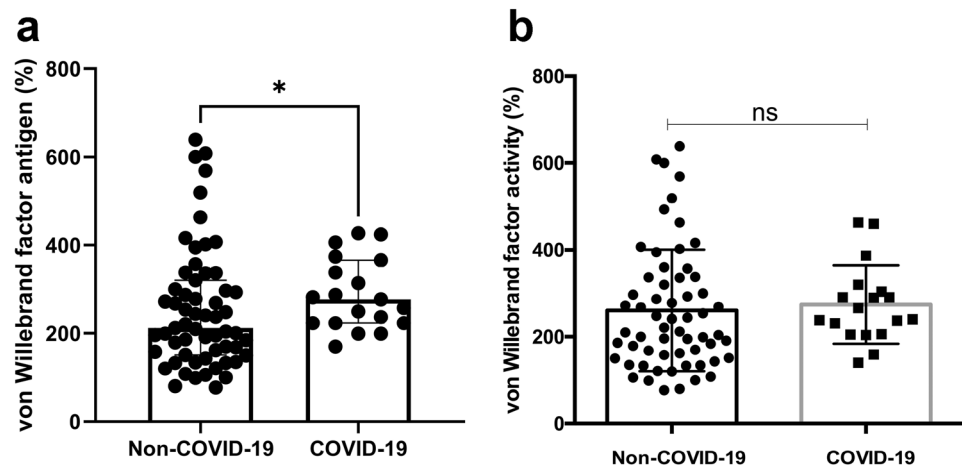 a
von Willebrand factor antigen (%)
800
600
400
200
0
*
Non-COVID-19
COVID-19
b
von Willebrand factor activity (%)
800
600
400
200
0
ns
Non-COVID-19
COVID-19